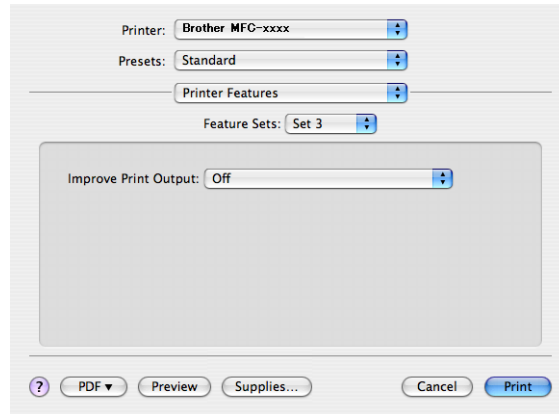 Printer: Brother MFC-xxxx
Presets: Standard
Printer Features
Feature Sets: Set 3
Improve Print Output: Off
? PDF ▼ Preview Supplies... Cancel Print